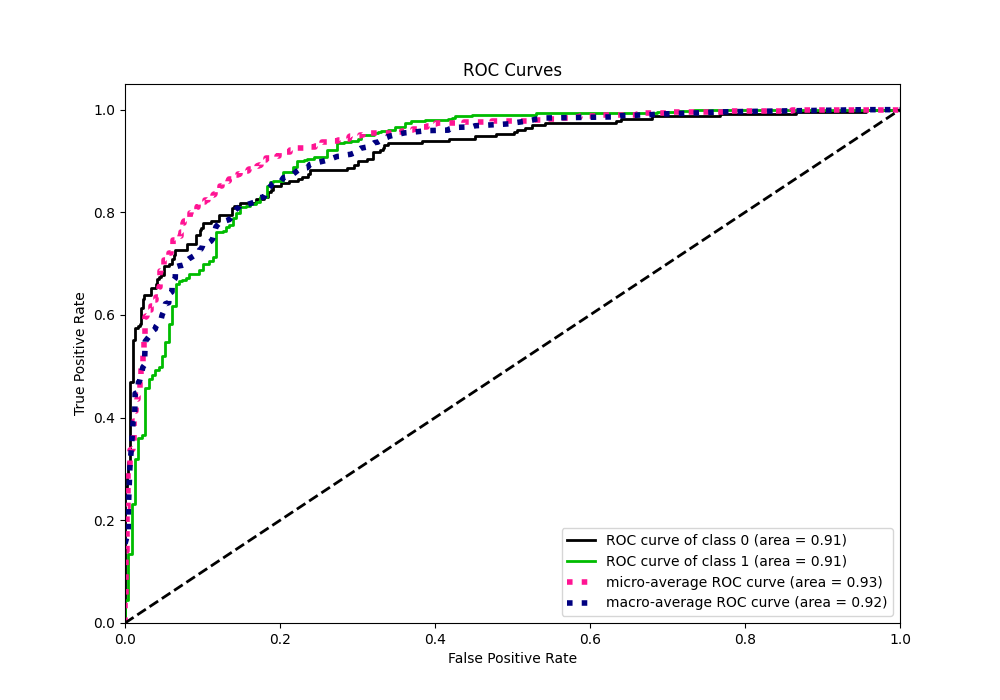 ROC Curves
True Positive Rate
1.0
0.8
0.6
0.4
0.2
0.0
ROC curve of class 0 (area = 0.91)
ROC curve of class 1 (area = 0.91)
micro-average ROC curve (area = 0.93)
macro-average ROC curve (area = 0.92)
0.0 0.2 0.4 0.6 0.8 1.0
False Positive Rate